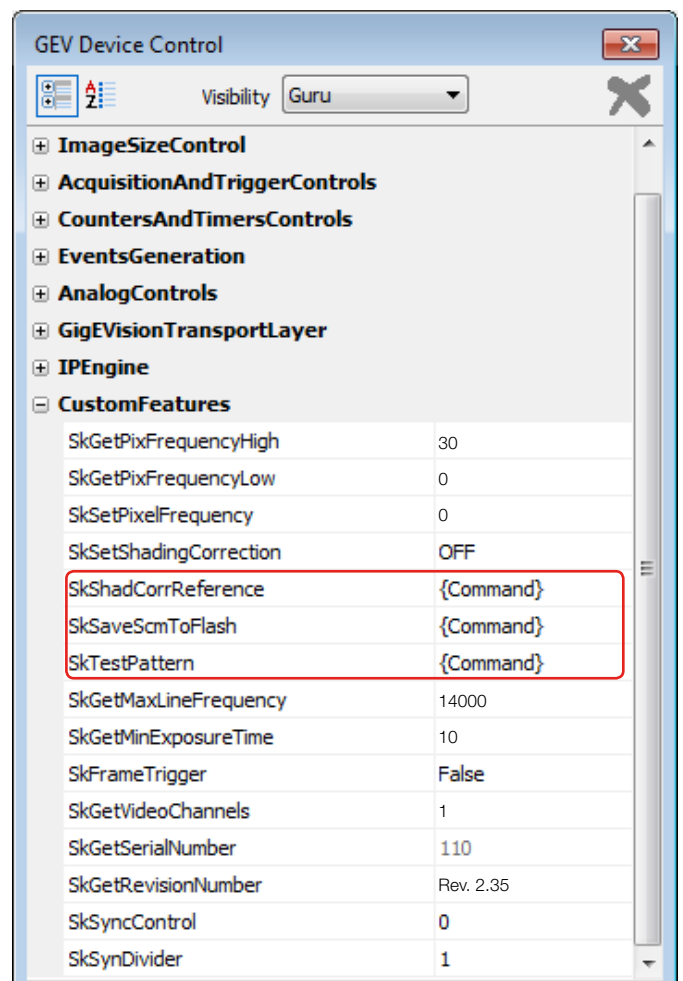 GEV Device Control
Visibility Guru
ImageSizeControl
AcquisitionAndTriggerControls
CountersAndTimersControls
EventsGeneration
AnalogControls
GigEVisionTransportLayer
IPEngine
CustomFeatures
SkGetPixFrequencyHigh 30
SkGetPixFrequencyLow 0
SkSetPixelFrequency 0
SkSetShadingCorrection OFF
SkShadCorrReference {Command}
SkSaveScmToFlash {Command}
SkTestPattern {Command}
SkGetMaxLineFrequency 14000
SkGetMinExposureTime 10
SkFrameTrigger False
SkGetVideoChannels 1
SkGetSerialNumber 110
SkGetRevisionNumber Rev. 2.35
SkSyncControl 0
SkSynDivider 1